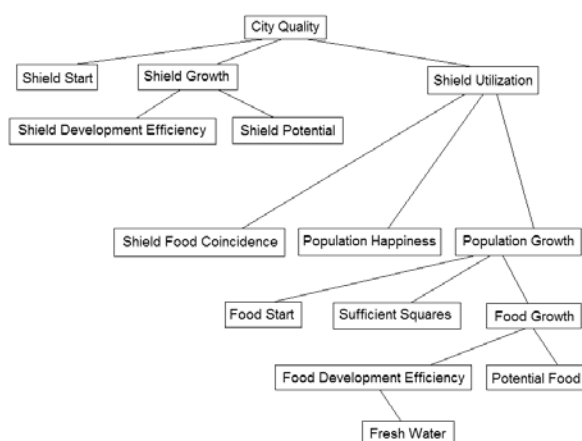 City Quality
Shield Start
Shield Growth
Shield Utilization
Shield Development Efficiency
Shield Potential
Shield Food Coincidence
Population Happiness
Population Growth
Food Start
Sufficient Squares
Food Growth
Food Development Efficiency
Potential Food
Fresh Water